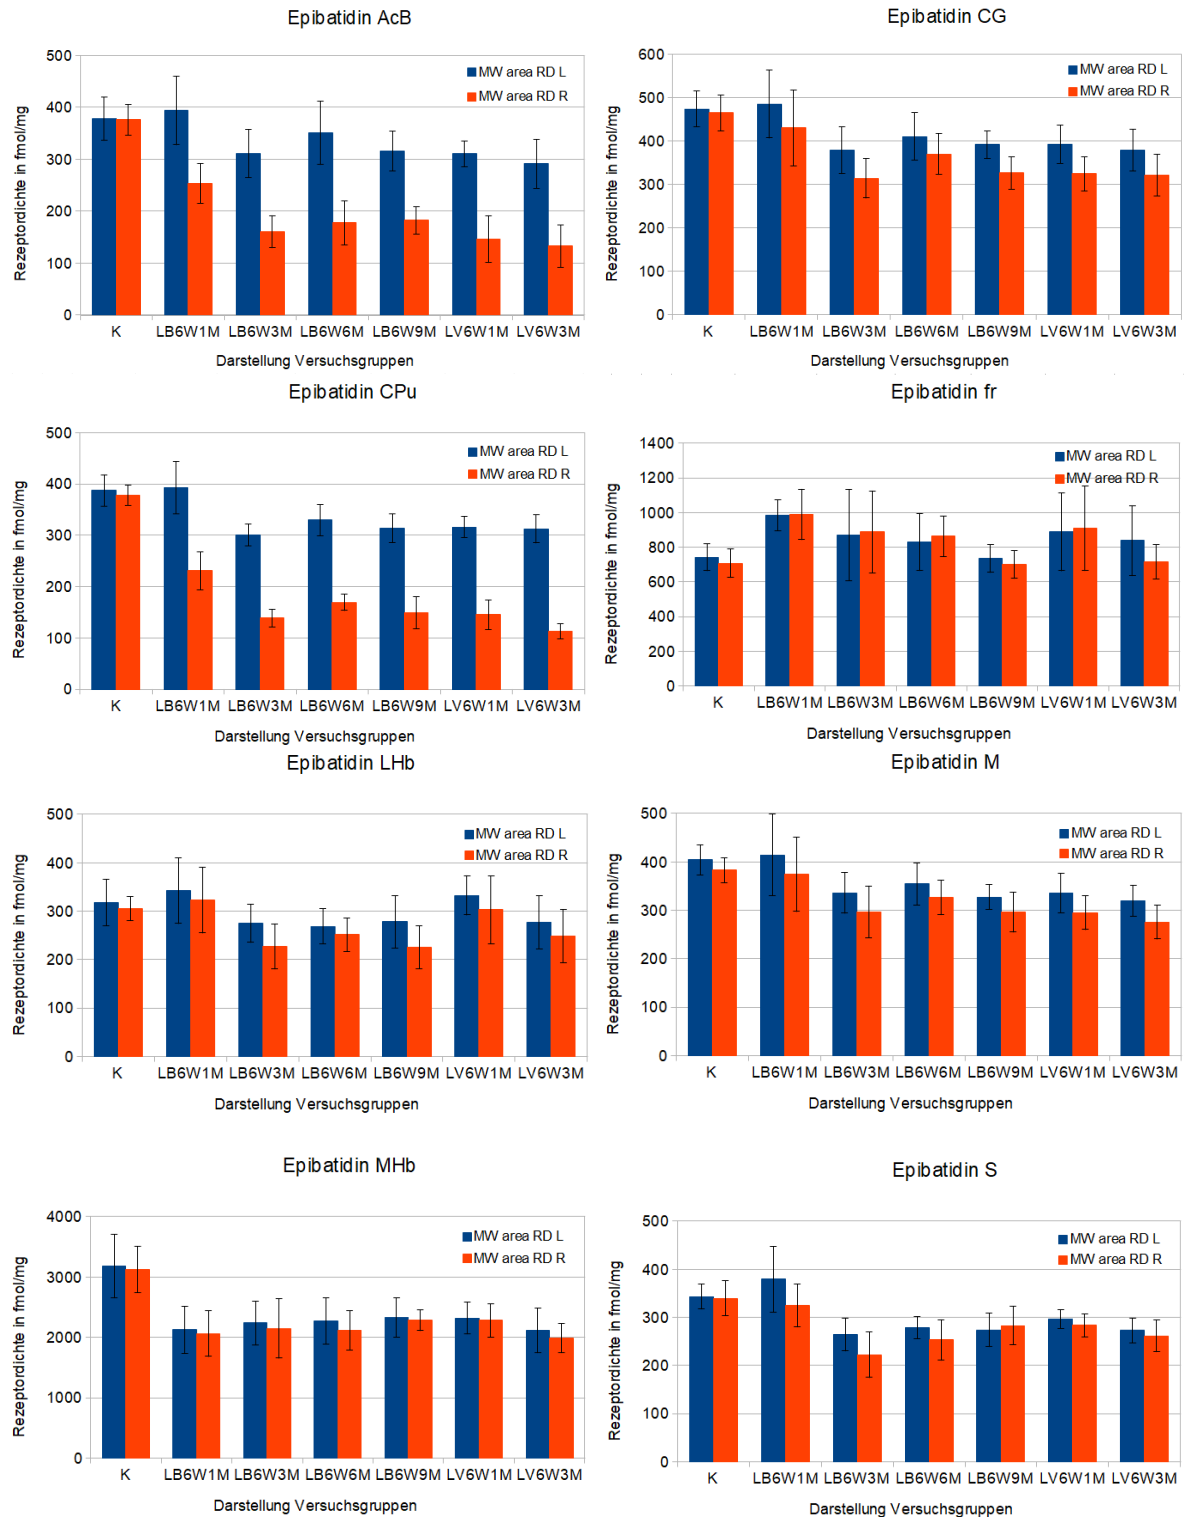 Epibatidin AcB
Rezeptordichte in fmol/mg
500
400
300
200
100
0
MW area RD L
MW area RD R
K LB6W1M LB6W3M LB6W6M LB6W9M LV6W1M LV6W3M
Darstellung Versuchsgruppen
Epibatidin CG
Rezeptordichte in fmol/mg
600
500
400
300
200
100
0
MW area RD L
MW area RD R
K LB6W1M LB6W3M LB6W6M LB6W9M LV6W1M LV6W3M
Darstellung Versuchsgruppen
Epibatidin CPu
Rezeptordichte in fmol/mg
500
400
300
200
100
0
MW area RD L
MW area RD R
K LB6W1M LB6W3M LB6W6M LB6W9M LV6W1M LV6W3M
Darstellung Versuchsgruppen
Epibatidin fr
Rezeptordichte in fmol/mg
1400
1200
1000
800
600
400
200
0
MW area RD L
MW area RD R
K LB6W1M LB6W3M LB6W6M LB6W9M LV6W1M LV6W3M
Darstellung Versuchsgruppen
Epibatidin LHb
Rezeptordichte in fmol/mg
500
400
300
200
100
0
MW area RD L
MW area RD R
K LB6W1M LB6W3M LB6W6M LB6W9M LV6W1M LV6W3M
Darstellung Versuchsgruppen
Epibatidin M
Rezeptordichte in fmol/mg
500
400
300
200
100
0
MW area RD L
MW area RD R
K LB6W1M LB6W3M LB6W6M LB6W9M LV6W1M LV6W3M
Darstellung Versuchsgruppen
Epibatidin MHb
Rezeptordichte in fmol/mg
4000
3000
2000
1000
0
MW area RD L
MW area RD R
K LB6W1M LB6W3M LB6W6M LB6W9M LV6W1M LV6W3M
Darstellung Versuchsgruppen
Epibatidin S
Rezeptordichte in fmol/mg
500
400
300
200
100
0
MW area RD L
MW area RD R
K LB6W1M LB6W3M LB6W6M LB6W9M LV6W1M LV6W3M
Darstellung Versuchsgruppen